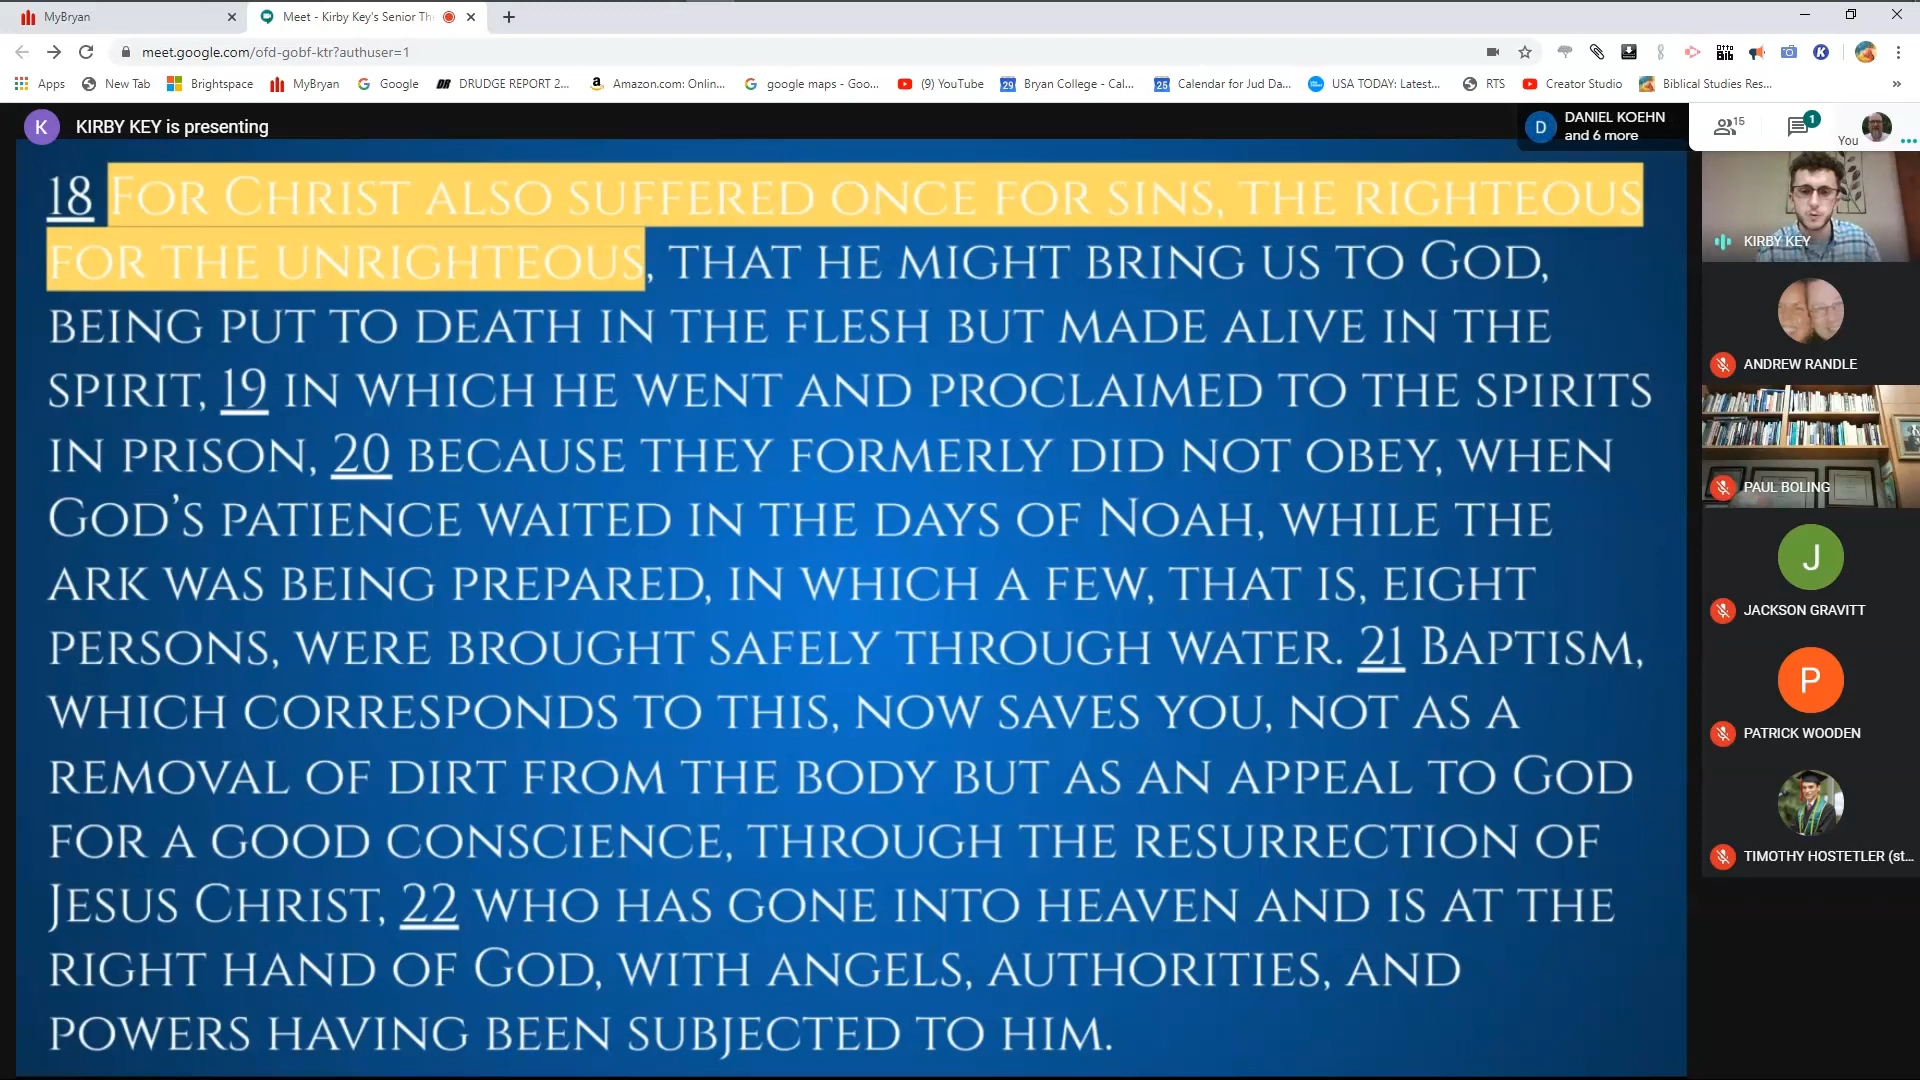 MyBryan
Meet - Kirby Key's Senior Th
meet.google.com/ofd-gobf-ktr?authuser=1
Apps
New Tab
Brightspace
MyBryan
Google
DRUDGE REPORT 2...
Amazon.com: Onlin...
google maps - Goo...
(9) YouTube
Bryan College - Cal...
Calendar for Jud Da...
USA TODAY: Latest...
RTS
Creator Studio
Biblical Studies Res...
K
KIRBY KEY is presenting
D
DANIEL KOEHN
and 6 more
15
1
You
18 For Christ also suffered once for sins, the righteous
for the unrighteous, that he might bring us to God,
being put to death in the flesh but made alive in the
spirit, 19 in which he went and proclaimed to the spirits
in prison, 20 because they formerly did not obey, when
God’s patience waited in the days of Noah, while the
ark was being prepared, in which a few, that is, eight
persons, were brought safely through water. 21 Baptism,
which corresponds to this, now saves you, not as a
removal of dirt from the body but as an appeal to God
for a good conscience, through the resurrection of
Jesus Christ, 22 who has gone into heaven and is at the
right hand of God, with angels, authorities, and
powers having been subjected to him.
KIRBY KEY
ANDREW RANDLE
PAUL BOLING
J
JACKSON GRAVITT
P
PATRICK WOODEN
TIMOTHY HOSTETLER (st...